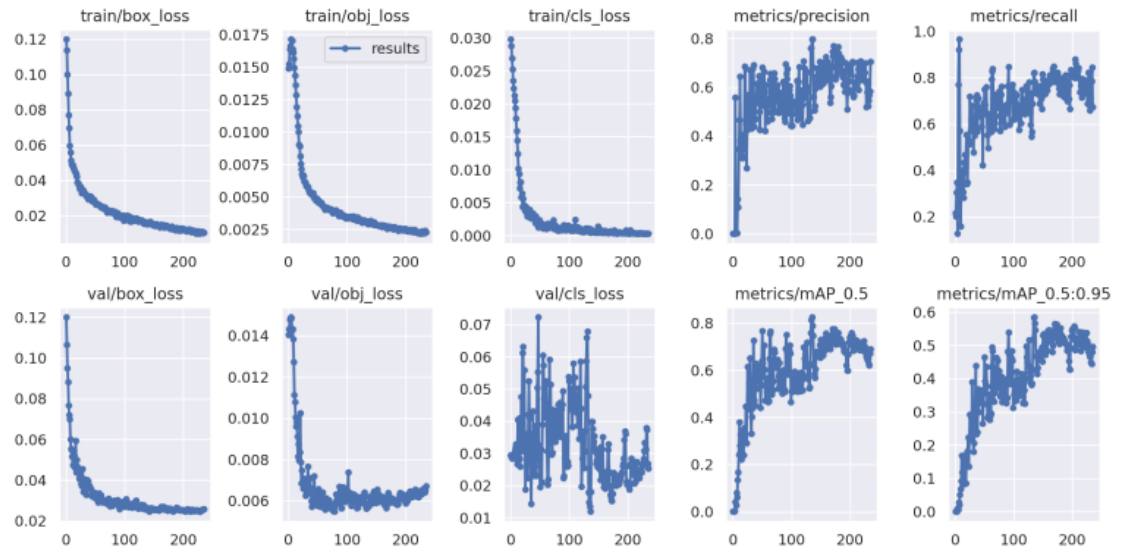 train/box_loss
train/obj_loss
train/cls_loss
metrics/precision
metrics/recall
0.12
0.10
0.08
0.06
0.04
0.02
0 100 200
0.0175
0.0150
0.0125
0.0100
0.0075
0.0050
0.0025
results
0 100 200
0.030
0.025
0.020
0.015
0.010
0.005
0.000
0 100 200
0.8
0.6
0.4
0.2
0.0
0 100 200
1.0
0.8
0.6
0.4
0.2
0 100 200
val/box_loss
val/obj_loss
val/cls_loss
metrics/mAP_0.5
metrics/mAP_0.5:0.95
0.12
0.10
0.08
0.06
0.04
0.02
0 100 200
0.014
0.012
0.010
0.008
0.006
0 100 200
0.07
0.06
0.05
0.04
0.03
0.02
0.01
0 100 200
0.8
0.6
0.4
0.2
0.0
0 100 200
0.6
0.5
0.4
0.3
0.2
0.1
0.0
0 100 200